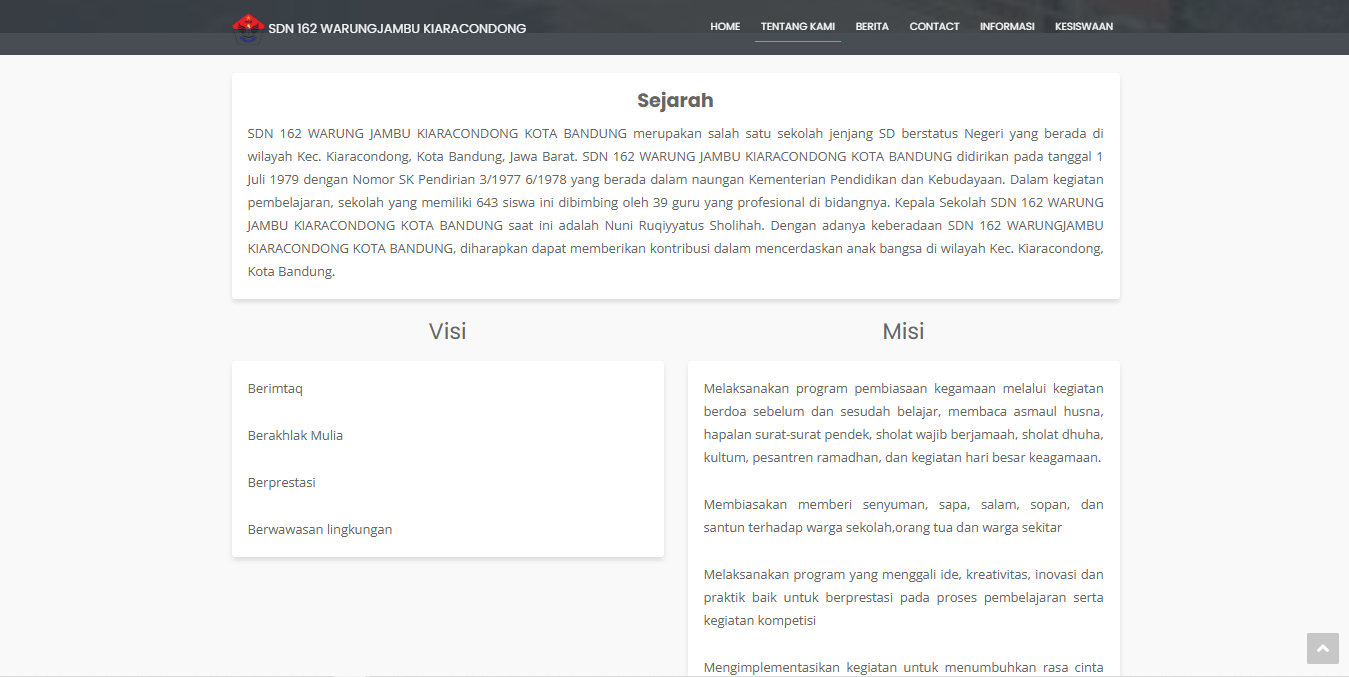 SDN 162 WARUNGJAMBU KIARACONDONG
HOME TENTANG KAMI BERITA CONTACT INFORMASI KESISWAAN
Sejarah
SDN 162 WARUNG JAMBU KIARACONDONG KOTA BANDUNG merupakan salah satu sekolah jenjang SD berstatus Negeri yang berada di
wilayah Kec. Kiaracondong, Kota Bandung, Jawa Barat. SDN 162 WARUNG JAMBU KIARACONDONG KOTA BANDUNG didirikan pada tanggal 1
Juli 1979 dengan Nomor SK Pendirian 3/1977 6/1978 yang berada dalam naungan Kementerian Pendidikan dan Kebudayaan. Dalam kegiatan
pembelajaran, sekolah yang memiliki 643 siswa ini dibimbing oleh 39 guru yang profesional di bidangnya. Kepala Sekolah SDN 162 WARUNG
JAMBU KIARACONDONG KOTA BANDUNG saat ini adalah Nuni Ruqiyyatus Sholihah. Dengan adanya keberadaan SDN 162 WARUNGJAMBU
KIARACONDONG KOTA BANDUNG, diharapkan dapat memberikan kontribusi dalam mencerdaskan anak bangsa di wilayah Kec. Kiaracondong,
Kota Bandung.
Visi
Berimtaq
Berakhlak Mulia
Berprestasi
Berwawasan lingkungan
Misi
Melaksanakan program pembiasaan kegamaan melalui kegiatan
berdoa sebelum dan sesudah belajar, membaca asmaul husna,
hapalan surat-surat pendek, sholat wajib berjamaah, sholat dhuha,
kultum, pesantren ramadhan, dan kegiatan hari besar keagamaan.
Membiasakan memberi senyuman, sapa, salam, sopan, dan
santun terhadap warga sekolah,orang tua dan warga sekitar
Melaksanakan program yang menggali ide, kreativitas, inovasi dan
praktik baik untuk berprestasi pada proses pembelajaran serta
kegiatan kompetisi
Mengimplementasikan kegiatan untuk menumbuhkan rasa cinta